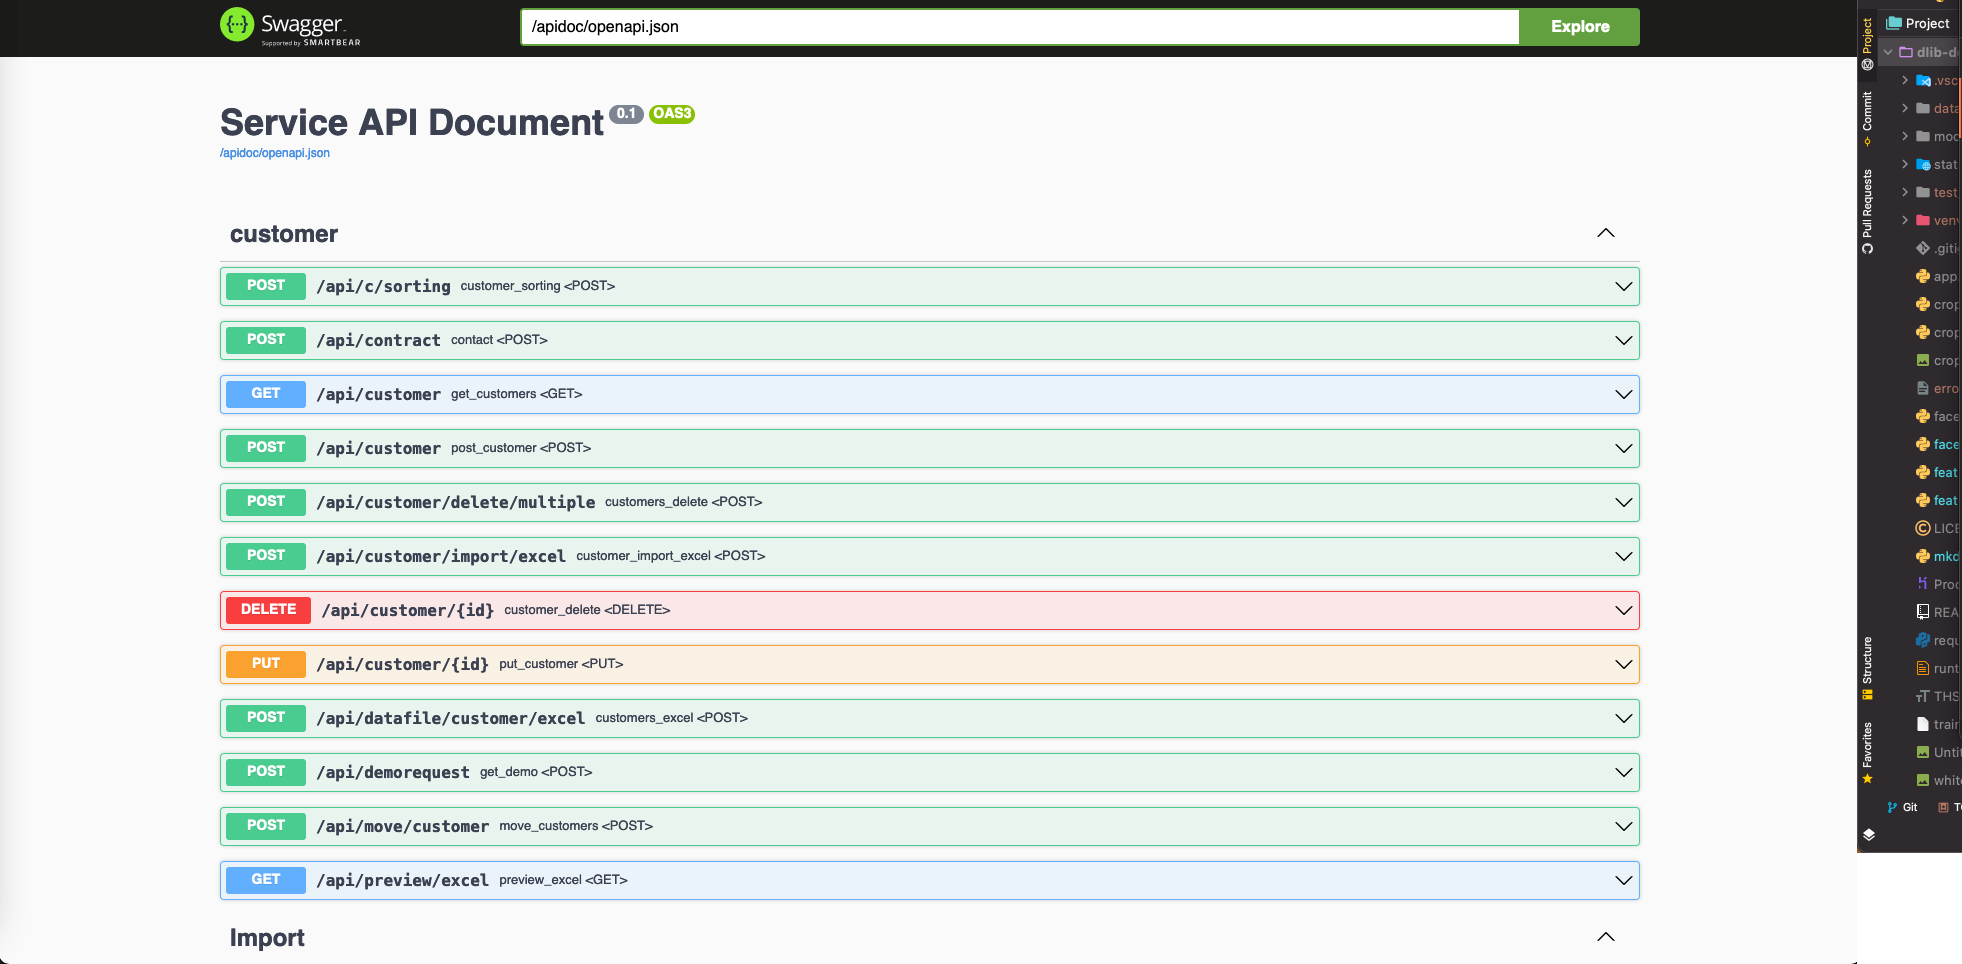 Swagger
Supported by SMARTBEAR
/apidoc/openapi.json
Explore
Service API Document 0.1 OAS3
/apidoc/openapi.json
customer
POST /api/c/sorting customer_sorting <POST>
POST /api/contract contact <POST>
GET /api/customer get_customers <GET>
POST /api/customer post_customer <POST>
POST /api/customer/delete/multiple customers_delete <POST>
POST /api/customer/import/excel customer_import_excel <POST>
DELETE /api/customer/{id} customer_delete <DELETE>
PUT /api/customer/{id} put_customer <PUT>
POST /api/datafile/customer/excel customers_excel <POST>
POST /api/demorequest get_demo <POST>
POST /api/move/customer move_customers <POST>
GET /api/preview/excel preview_excel <GET>
Import
Project
Commit
Pull Requests
Structure
Favorites
Project
dlib-d
.vsc
data
mod
stat
test
venv
.giti
app
crop
crop
crop
erro
face
face
feat
feat
LICE
mkd
Proc
REA
requ
runt
THS
train
Unti
white
Git